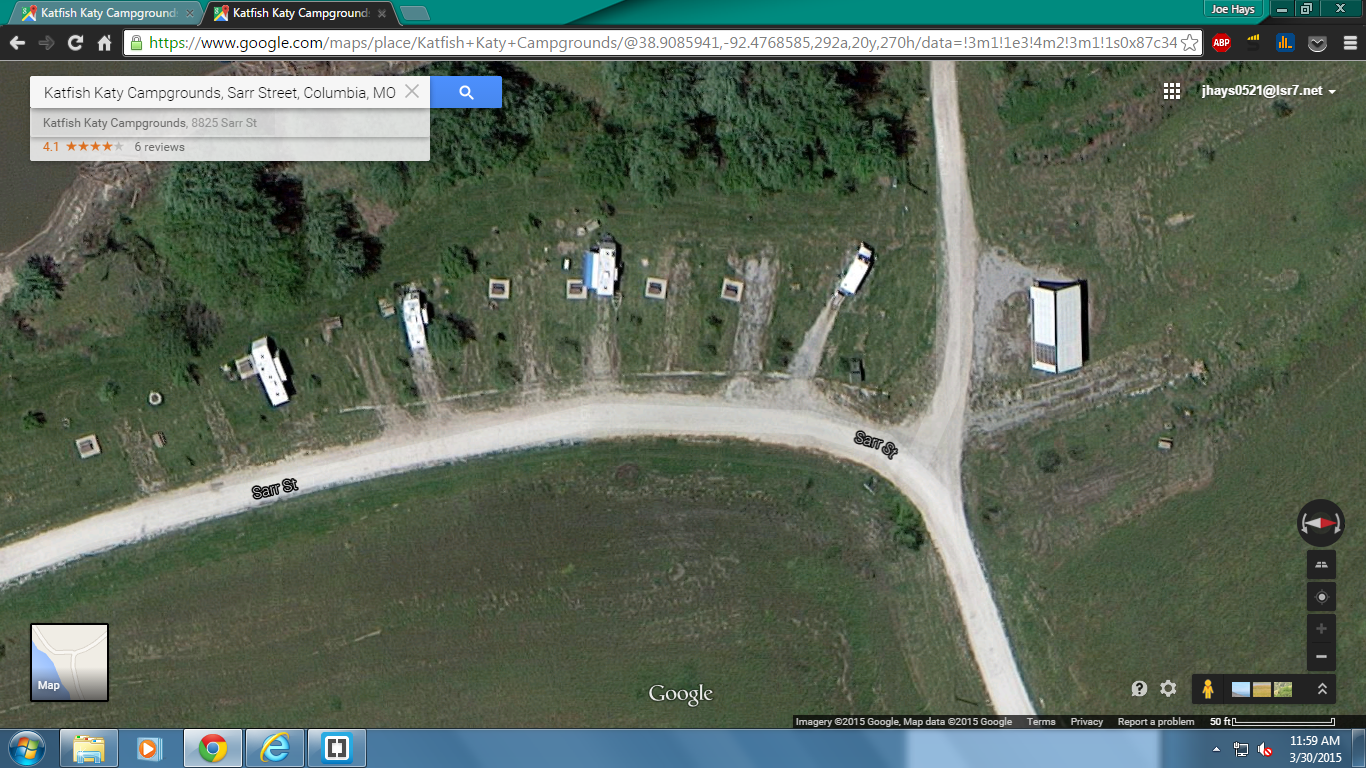 Katfish Katy Campgrounds
Katfish Katy Campgrounds
Joe Hays
https://www.google.com/maps/place/Katfish+Katy+Campgrounds/@38.9085941,-92.4768585,292a,20y,270h/data=!3m1!1e3!4m2!3m1!1s0x87c34
ABP
Katfish Katy Campgrounds, Sarr Street, Columbia, MO
jhays0521@lsr7.net
Katfish Katy Campgrounds, 8825 Sarr St
4.1 6 reviews
Sarr St
Sarr St
Map
Google
Imagery ©2015 Google, Map data ©2015 Google Terms Privacy Report a problem 50 ft
11:59 AM
3/30/2015